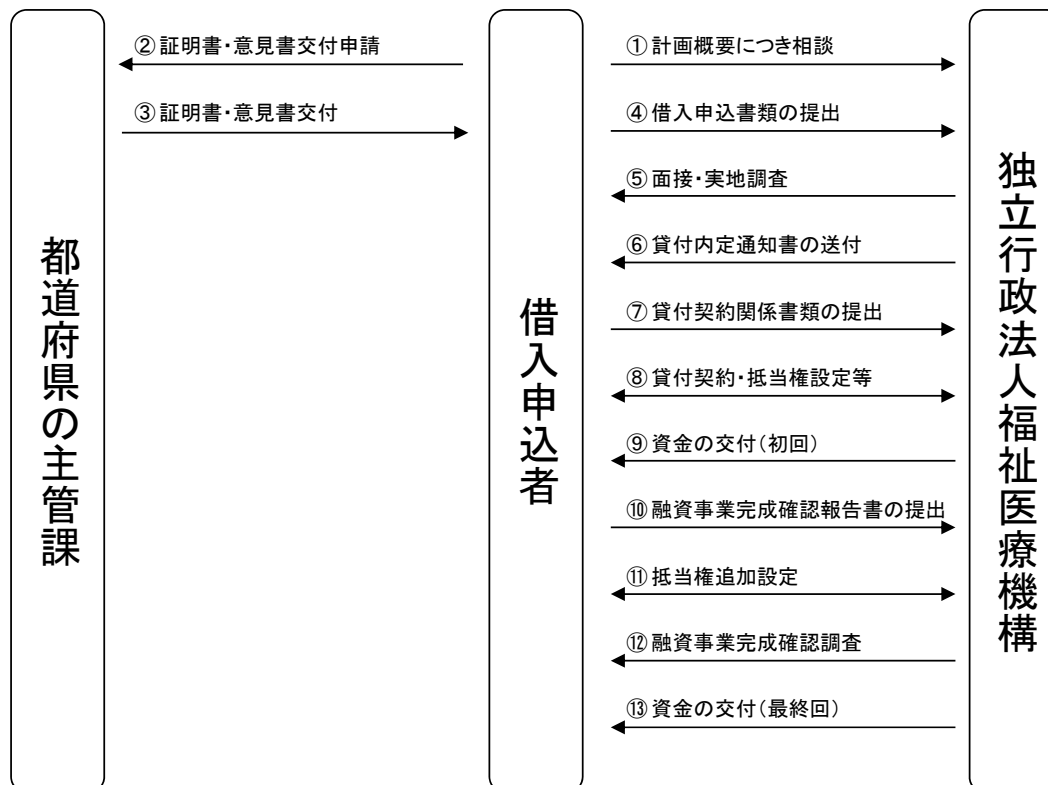 都道府県の主管課
②証明書・意見書交付申請
③証明書・意見書交付
借入申込者
①計画概要につき相談
④借入申込書類の提出
⑤面接・実地調査
⑥貸付内定通知書の送付
⑦貸付契約関係書類の提出
⑧貸付契約・抵当権設定等
⑨資金の交付（初回）
⑩融資事業完成確認報告書の提出
⑪抵当権追加設定
⑫融資事業完成確認調査
⑬資金の交付（最終回）
独立行政法人福祉医療機構